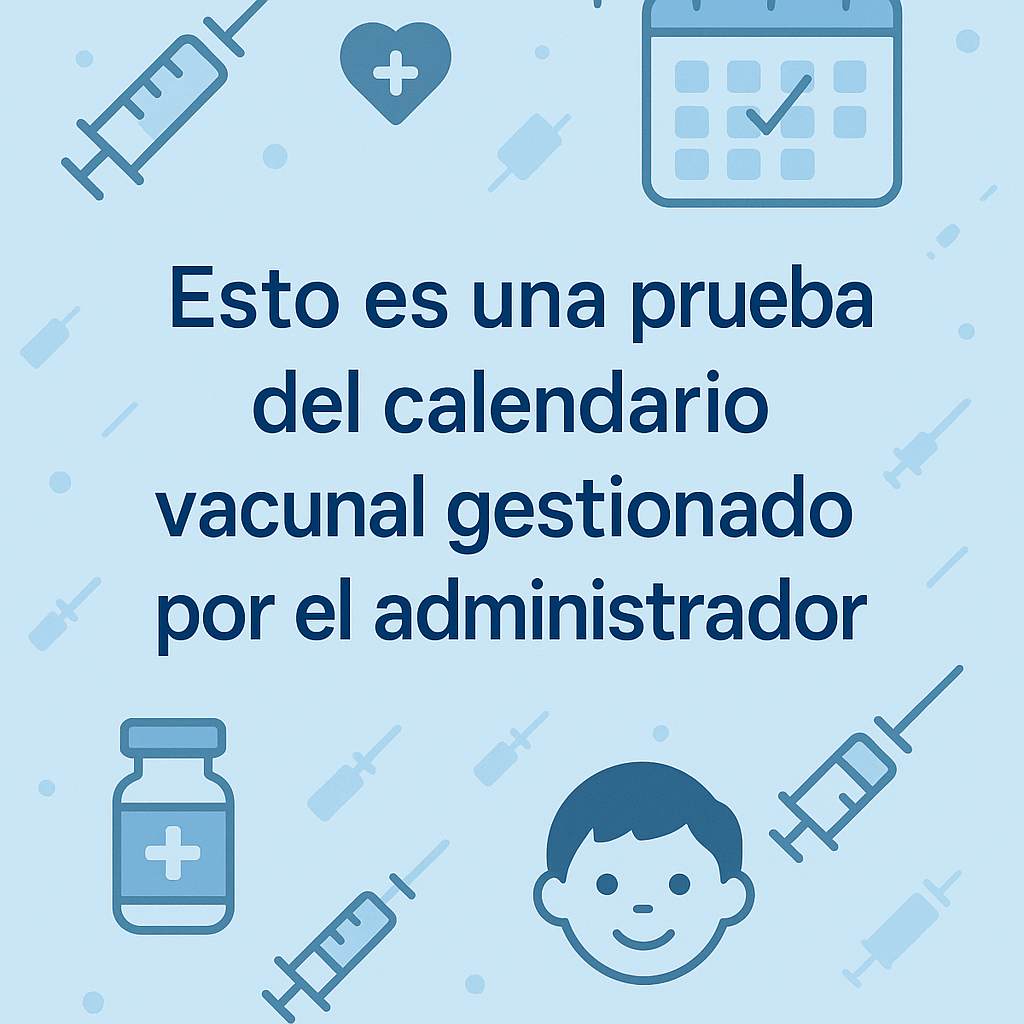 Esto es una prueba
del calendario
vacunal gestionado
por el administrador